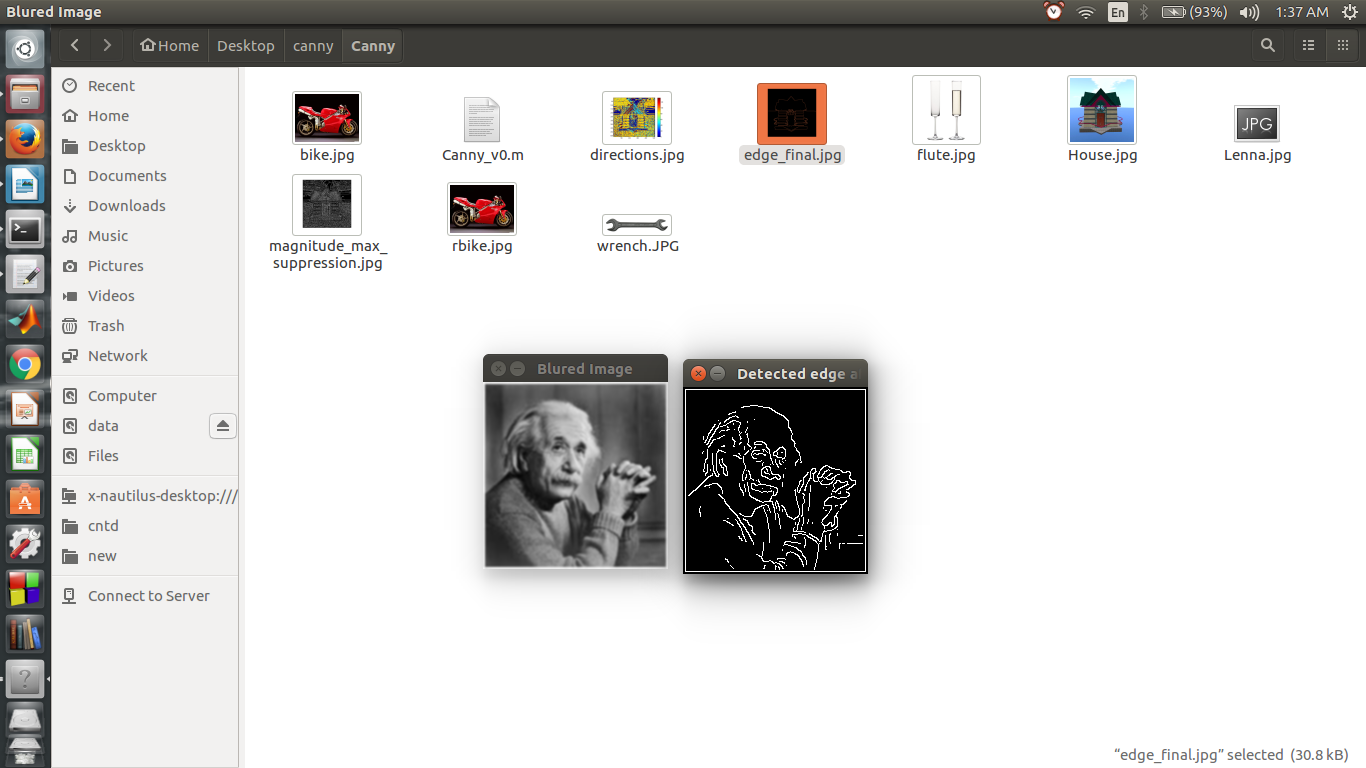 Blured Image
En
(93%)
1:37 AM
Home
Desktop
canny
Canny
Recent
Home
Desktop
Documents
Downloads
Music
Pictures
Videos
Trash
Network
Computer
data
Files
x-nautilus-desktop:///
cntd
new
Connect to Server
bike.jpg
Canny_v0.m
directions.jpg
edge_final.jpg
flute.jpg
House.jpg
JPG
Lenna.jpg
magnitude_max_
suppression.jpg
rbike.jpg
wrench.JPG
Blured Image
Detected edge a
“edge_final.jpg” selected (30.8 kB)